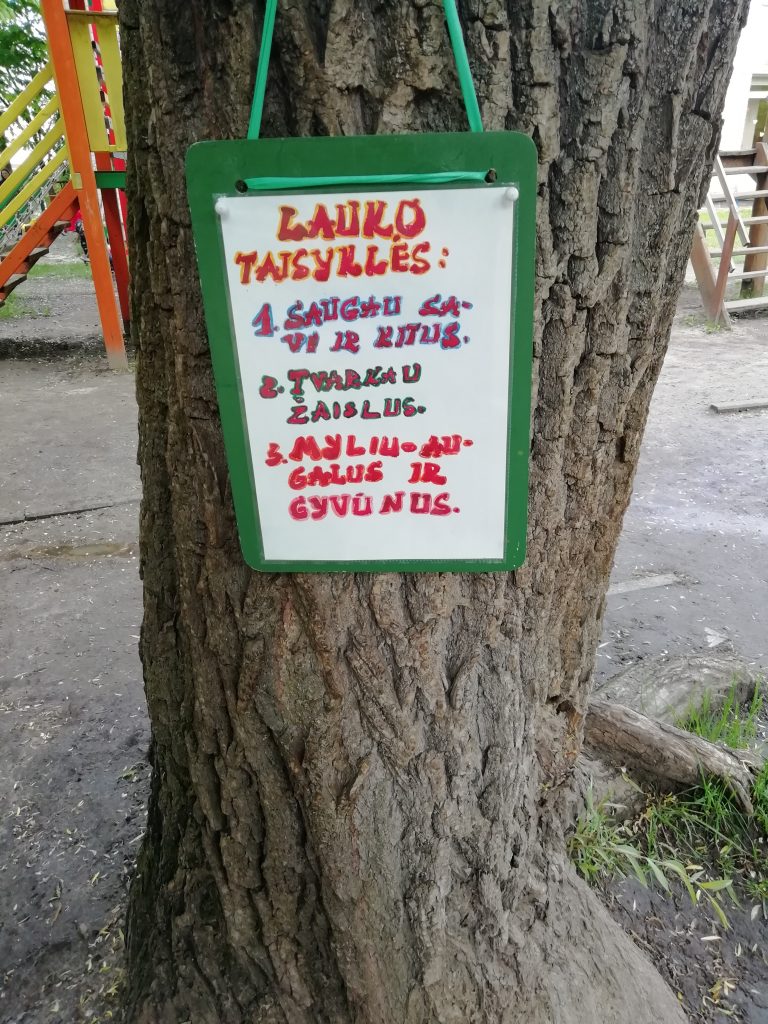 LAUKO
TAISYKLĖS:
1. SAUGAU SA-
VI IR KITUS.
2. TVARKAU
ŽAISLUS.
3. MYLIU-AU-
GALUS IR
GYVŪNUS.